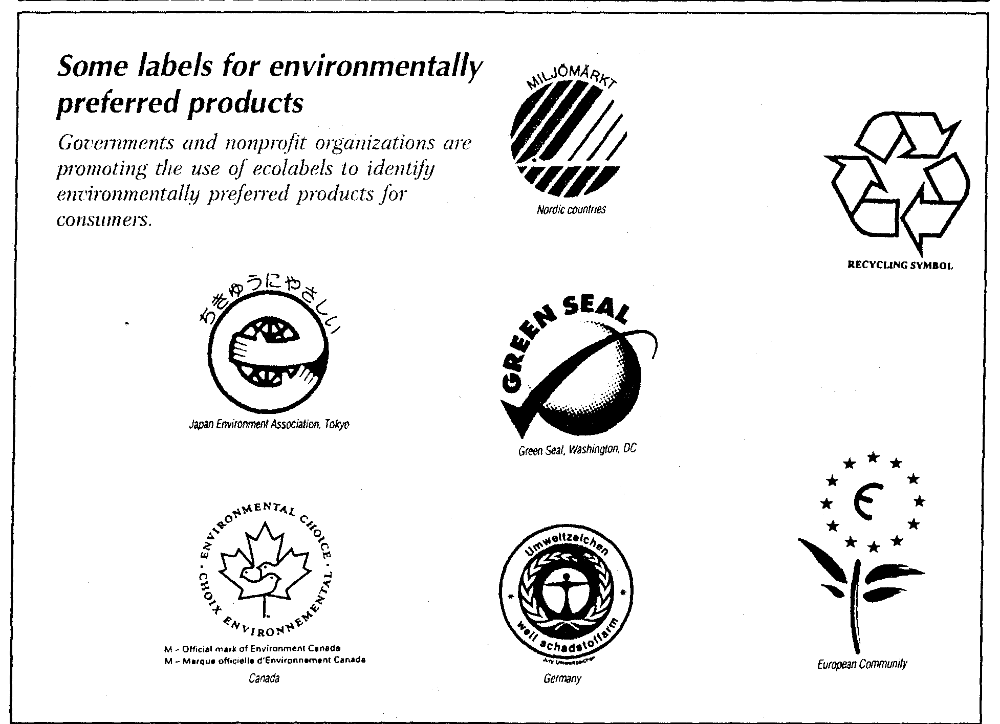 Some labels for environmentally
preferred products
Governments and nonprofit organizations are
promoting the use of ecolabels to identify
environmentally preferred products for
consumers.
MILJÖMÄRKT
Nordic countries
RECYCLING SYMBOL
ちきゅうにやさしい
Japan Environment Association, Tokyo
GREEN SEAL
Green Seal, Washington, DC
· ENVIRONMENTAL CHOICE ·
CHOIX ENVIRONNEMENTAL
M – Official mark of Environment Canada
M – Marque officielle d'Environnement Canada
Canada
Umweltzeichen
weil schadstoffarm
Jury Umweltzeichen
Germany
€
European Community